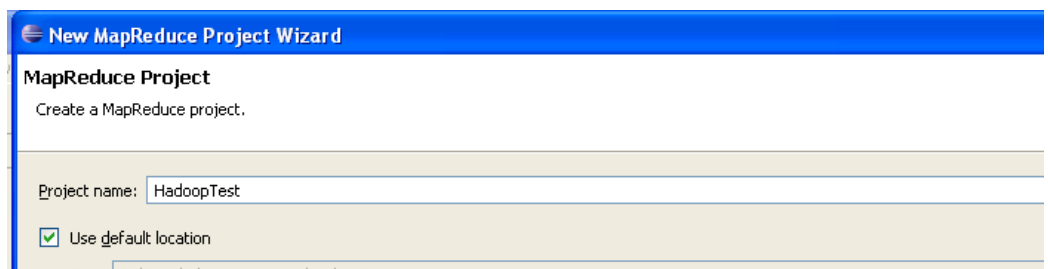 New MapReduce Project Wizard
MapReduce Project
Create a MapReduce project.
Project name: HadoopTest
Use default location